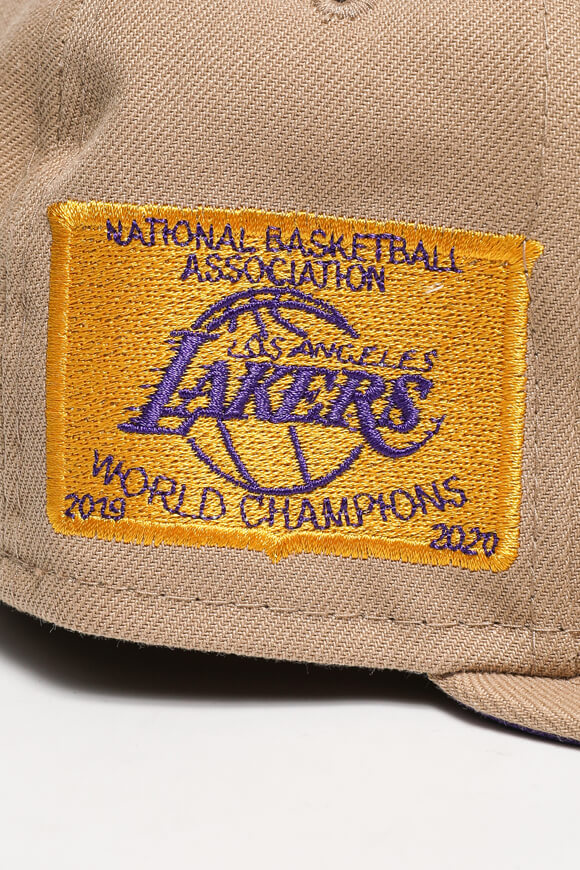 NATIONAL BASKETBALL
ASSOCIATION
LOS ANGELES
LAKERS
WORLD CHAMPIONS
2019 2020